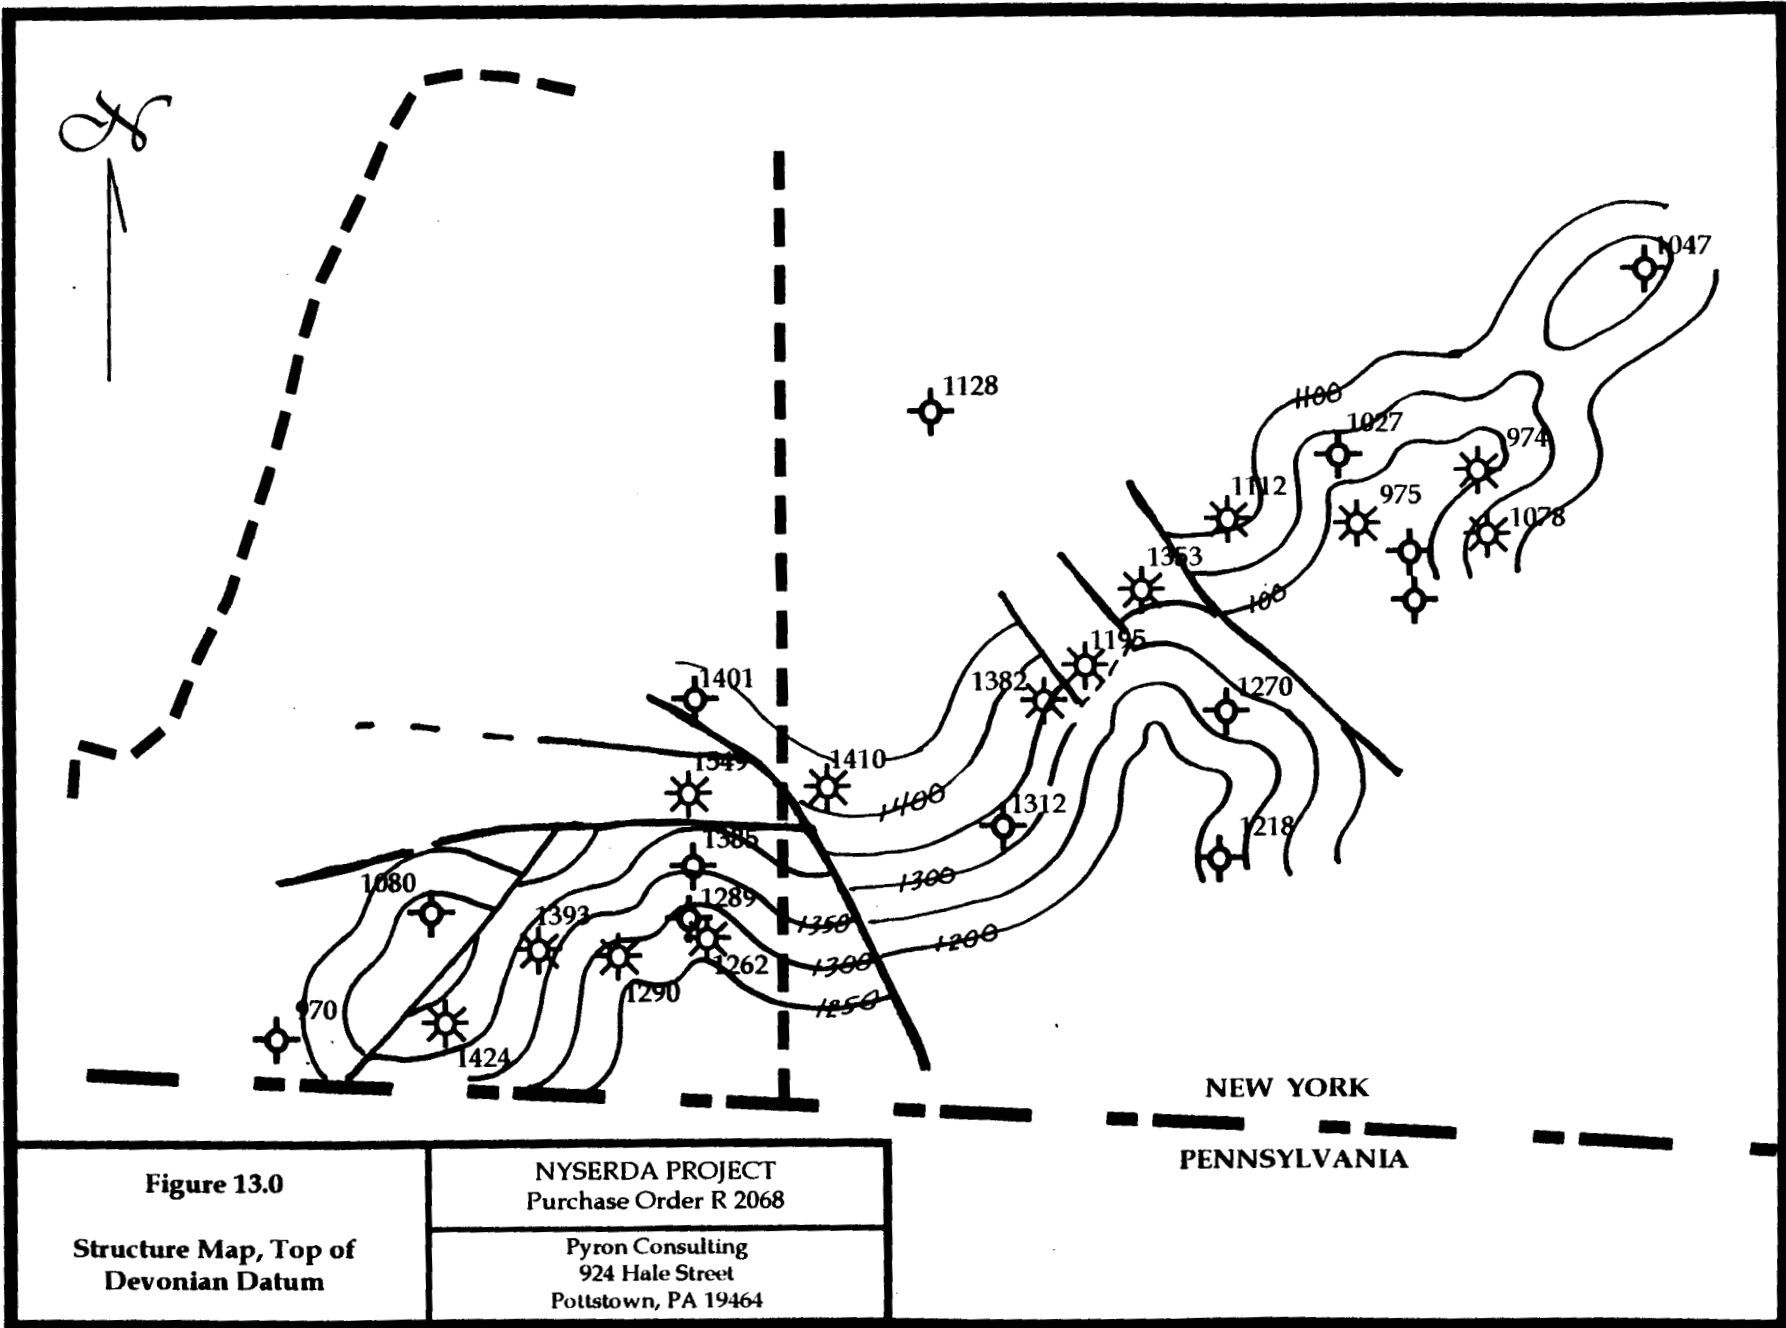 N
1047
1128
1100
1027
974
1112
975
1078
1353
100
1195
1401
1382
1270
1549
1410
1400
1312
1385
1218
1080
1300
1289
1393
1350
1200
1262
1300
1290
1250
970
1424
NEW YORK
PENNSYLVANIA
Figure 13.0
Structure Map, Top of
Devonian Datum
NYSERDA PROJECT
Purchase Order R 2068
Pyron Consulting
924 Hale Street
Pottstown, PA 19464